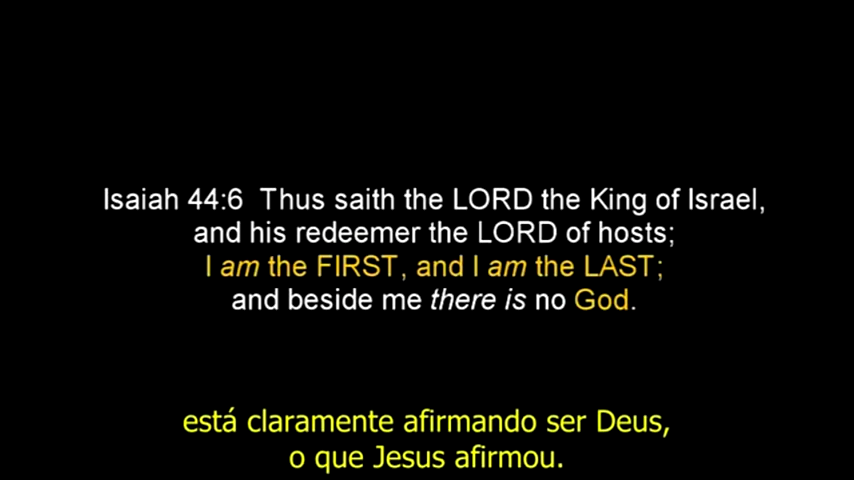 Isaiah 44:6  Thus saith the LORD the King of Israel,
and his redeemer the LORD of hosts;
I am the FIRST, and I am the LAST;
and beside me there is no God.
está claramente afirmando ser Deus,
o que Jesus afirmou.